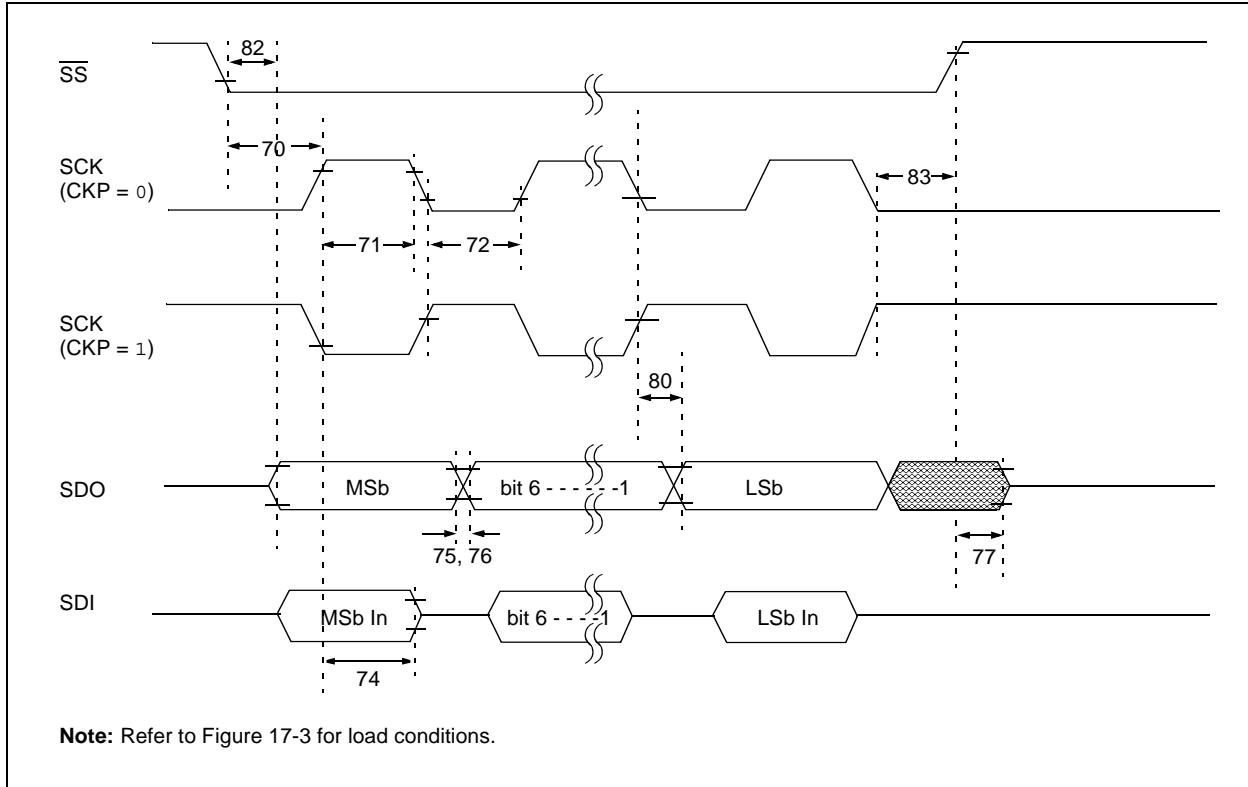 82
SS
70
SCK
(CKP = 0)
83
71
72
SCK
(CKP = 1)
80
SDO
MSb
bit 6 - - - - - -1
LSb
75, 76
77
SDI
MSb In
bit 6 - - - -1
LSb In
74
Note: Refer to Figure 17-3 for load conditions.